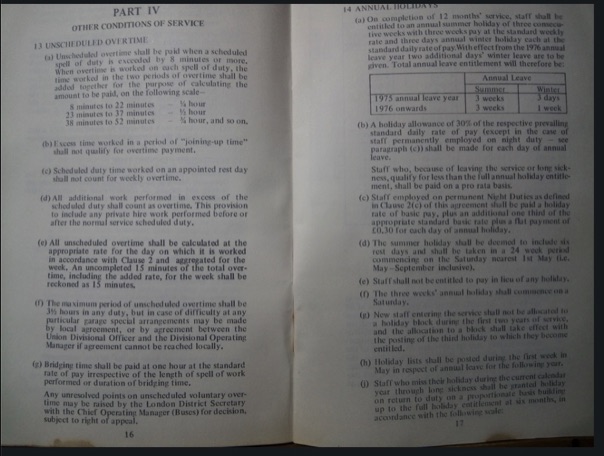 PART IV
OTHER CONDITIONS OF SERVICE
13 UNSCHEDULED OVERTIME
(a) Unscheduled overtime shall be paid when a scheduled
spell of duty is exceeded by 8 minutes or more.
When overtime is worked on each spell of duty, the
time worked in the two periods of overtime shall be
added together for the purpose of calculating the
amount to be paid, on the following scale—
8 minutes to 22 minutes – ¼ hour
23 minutes to 37 minutes – ½ hour
38 minutes to 52 minutes – ¾ hour, and so on.
(b) Excess time worked in a period of "joining-up time"
shall not qualify for overtime payment.
(c) Scheduled duty time worked on an appointed rest day
shall not count for weekly overtime.
(d) All additional work performed in excess of the
scheduled duty shall count as overtime. This provision
to include any private hire work performed before or
after the normal service scheduled duty.
(e) All unscheduled overtime shall be calculated at the
appropriate rate for the day on which it is worked
in accordance with Clause 2 and aggregated for the
week. An uncompleted 15 minutes of the total over-
time, including the added rate, for the week shall be
reckoned as 15 minutes.
(f) The maximum period of unscheduled overtime shall be
3½ hours in any duty, but in case of difficulty at any
particular garage special arrangements may be made
by local agreement, or by agreement between the
Union Divisional Officer and the Divisional Operating
Manager if agreement cannot be reached locally.
(g) Bridging time shall be paid at one hour at the standard
rate of pay irrespective of the length of spell of work
performed or duration of bridging time.
Any unresolved points on unscheduled voluntary over-
time may be raised by the London District Secretary
with the Chief Operating Manager (Buses) for decision,
subject to right of appeal.
16
14 ANNUAL HOLIDAYS
(a) On completion of 12 months' service, staff shall be
entitled to an annual summer holiday of three consecu-
tive weeks with three weeks pay at the standard weekly
rate and three days annual winter holiday each at the
standard daily rate of pay. With effect from the 1976 annual
leave year two additional days' winter leave are to be
given. Total annual leave entitlement will therefore be:
Annual Leave
Summer Winter
1975 annual leave year 3 weeks 3 days
1976 onwards 3 weeks 1 week
(b) A holiday allowance of 30% of the respective prevailing
standard daily rate of pay (except in the case of
staff permanently employed on night duty – see
paragraph (c)) shall be made for each day of annual
leave.
Staff who, because of leaving the service or long sick-
ness, qualify for less than the full annual holiday entitle-
ment, shall be paid on a pro rata basis.
(c) Staff employed on permanent Night Duties as defined
in Clause 2(c) of this agreement shall be paid a holiday
rate of basic pay, plus an additional one third of the
appropriate standard basic rate plus a flat payment of
£0.30 for each day of annual holiday.
(d) The summer holiday shall be deemed to include six
rest days and shall be taken in a 24 week period
commencing on the Saturday nearest 1st May (i.e.
May–September inclusive).
(e) Staff shall not be entitled to pay in lieu of any holiday.
(f) The three weeks' annual holiday shall commence on a
Saturday.
(g) New staff entering the service shall not be allocated to
a holiday block during the first two years of service,
and the allocation to a block shall take effect with
the posting of the third holiday to which they become
entitled.
(h) Holiday lists shall be posted during the first week in
May in respect of annual leave for the following year.
(i) Staff who miss their holiday during the current calendar
year through long sickness shall be granted holiday
on return to duty on a proportionate basis building
up to the full holiday entitlement at six months, in
accordance with the following scale:
17